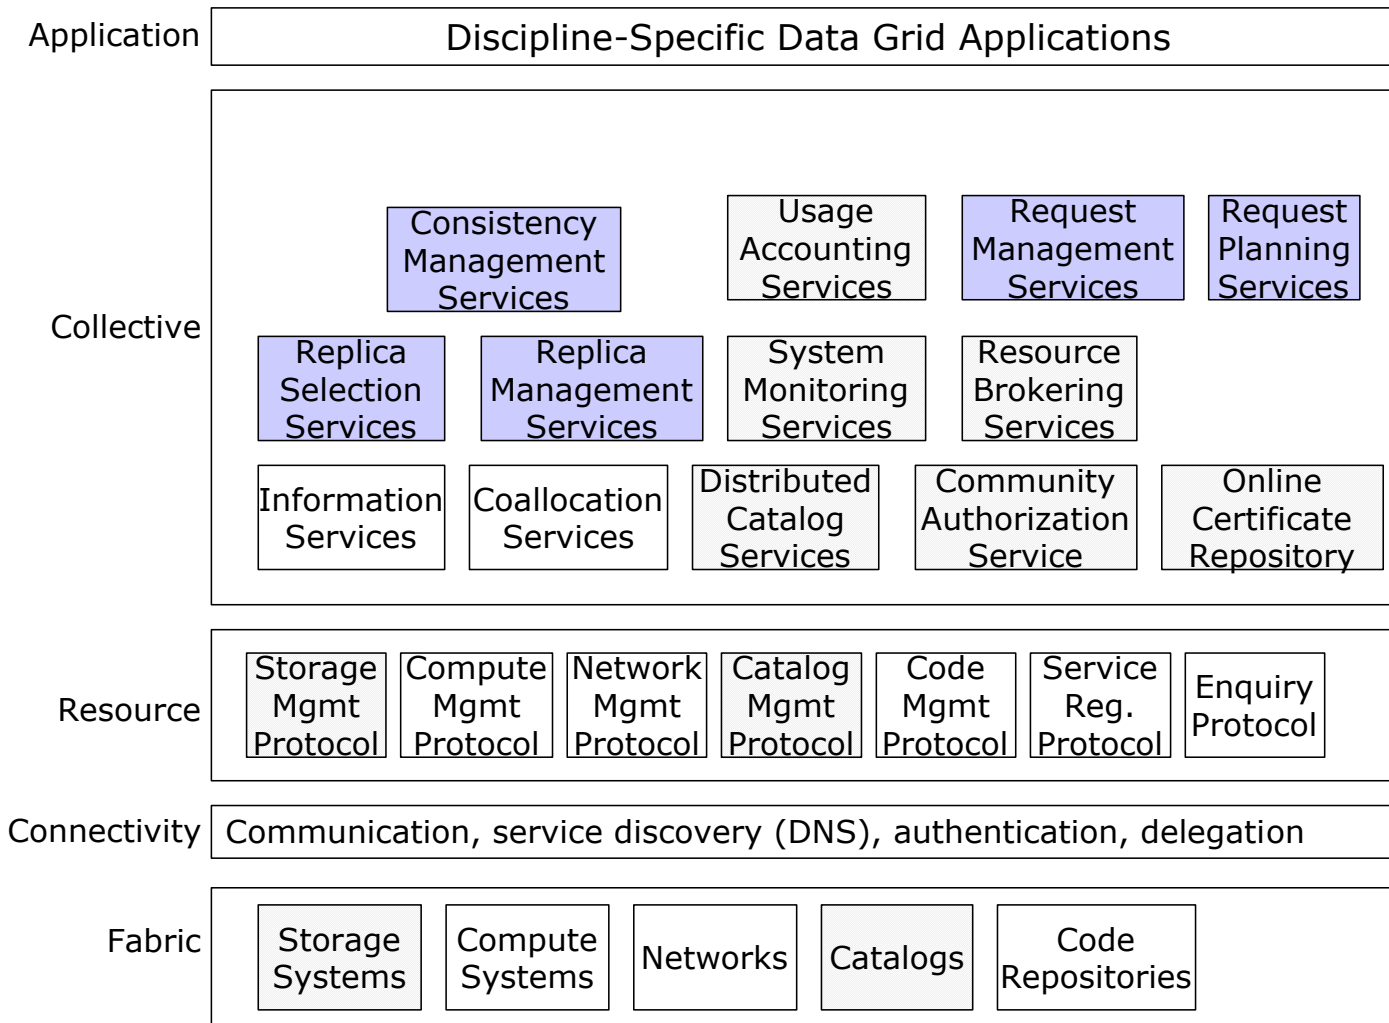 Application
Discipline-Specific Data Grid Applications
Collective
Consistency
Management
Services
Usage
Accounting
Services
Request
Management
Services
Request
Planning
Services
Replica
Selection
Services
Replica
Management
Services
System
Monitoring
Services
Resource
Brokering
Services
Information
Services
Coallocation
Services
Distributed
Catalog
Services
Community
Authorization
Service
Online
Certificate
Repository
Resource
Storage
Mgmt
Protocol
Compute
Mgmt
Protocol
Network
Mgmt
Protocol
Catalog
Mgmt
Protocol
Code
Mgmt
Protocol
Service
Reg.
Protocol
Enquiry
Protocol
Connectivity
Communication, service discovery (DNS), authentication, delegation
Fabric
Storage
Systems
Compute
Systems
Networks
Catalogs
Code
Repositories